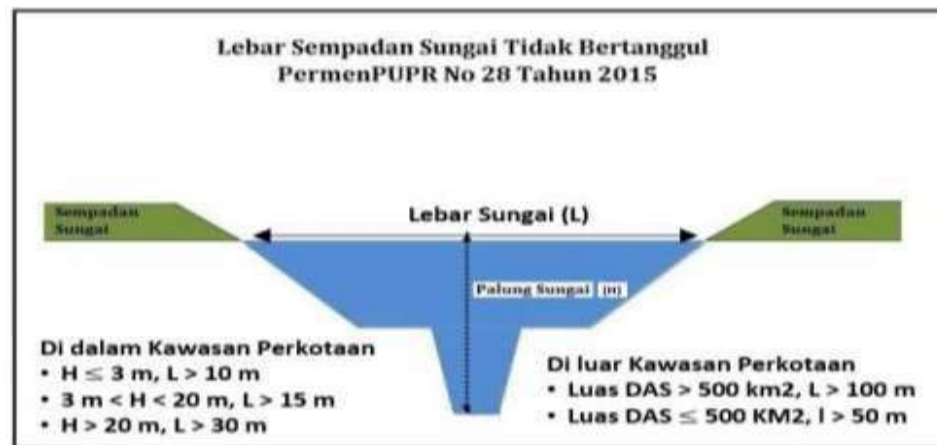 Lebar Sempadan Sungai Tidak Bertanggul
PermenPUPR No 28 Tahun 2015
Sempadan
Sungai
Lebar Sungai (L)
Sempadan
Sungai
Palung Sungai (H)
Di dalam Kawasan Perkotaan
• H ≤ 3 m, L > 10 m
• 3 m < H < 20 m, L > 15 m
• H > 20 m, L > 30 m
Di luar Kawasan Perkotaan
• Luas DAS > 500 km2, L > 100 m
• Luas DAS ≤ 500 KM2, l > 50 m